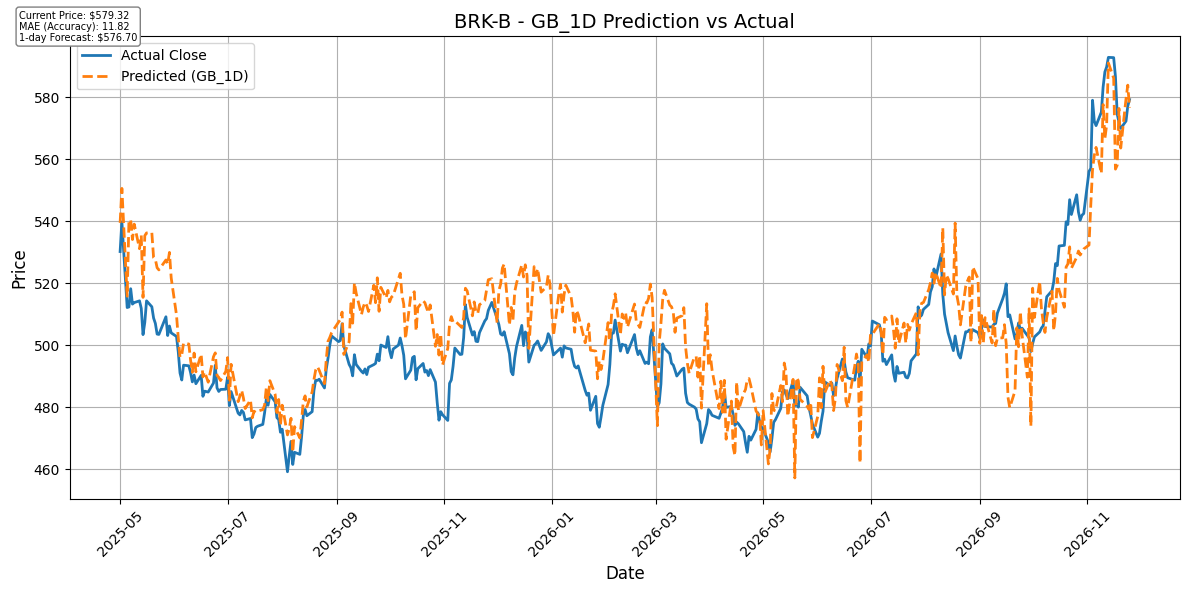 BRK-B - GB_1D Prediction vs Actual
Current Price: $579.32
MAE (Accuracy): 11.82
1-day Forecast: $576.70
Actual Close
Predicted (GB_1D)
Price
580
560
540
520
500
480
460
2025-05
2025-07
2025-09
2025-11
2026-01
2026-03
2026-05
2026-07
2026-09
2026-11
Date